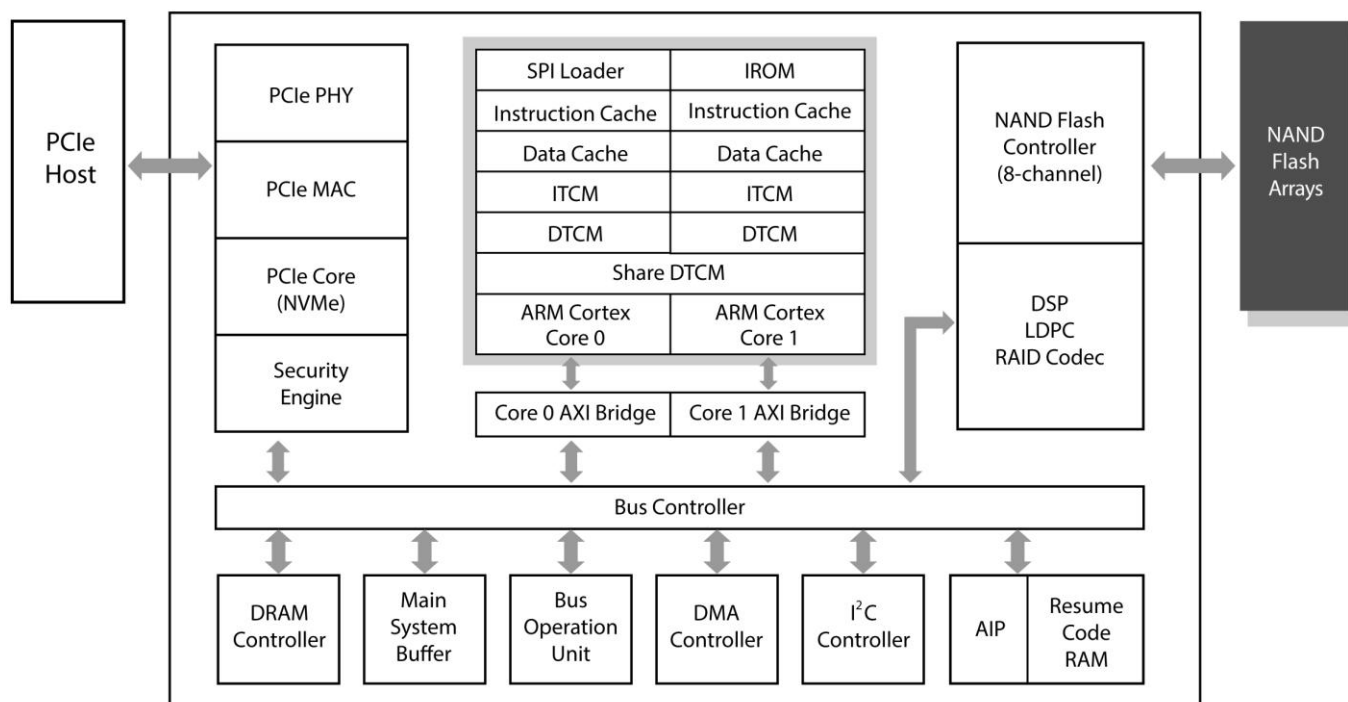 PCIe
Host
PCIe PHY
PCIe MAC
PCIe Core
(NVMe)
Security
Engine
SPI Loader
IROM
Instruction Cache
Instruction Cache
Data Cache
Data Cache
ITCM
ITCM
DTCM
DTCM
Share DTCM
ARM Cortex
Core 0
ARM Cortex
Core 1
Core 0 AXI Bridge
Core 1 AXI Bridge
NAND Flash
Controller
(8-channel)
DSP
LDPC
RAID Codec
NAND
Flash
Arrays
Bus Controller
DRAM
Controller
Main
System
Buffer
Bus
Operation
Unit
DMA
Controller
I²C
Controller
AIP
Resume
Code
RAM